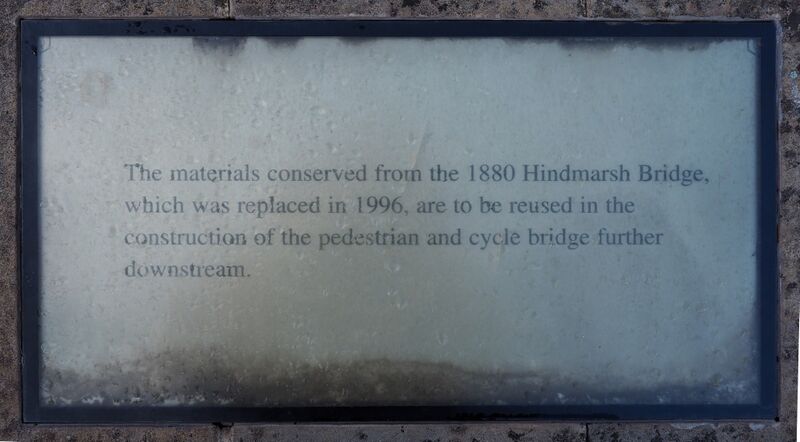 The materials conserved from the 1880 Hindmarsh Bridge,
which was replaced in 1996, are to be reused in the
construction of the pedestrian and cycle bridge further
downstream.